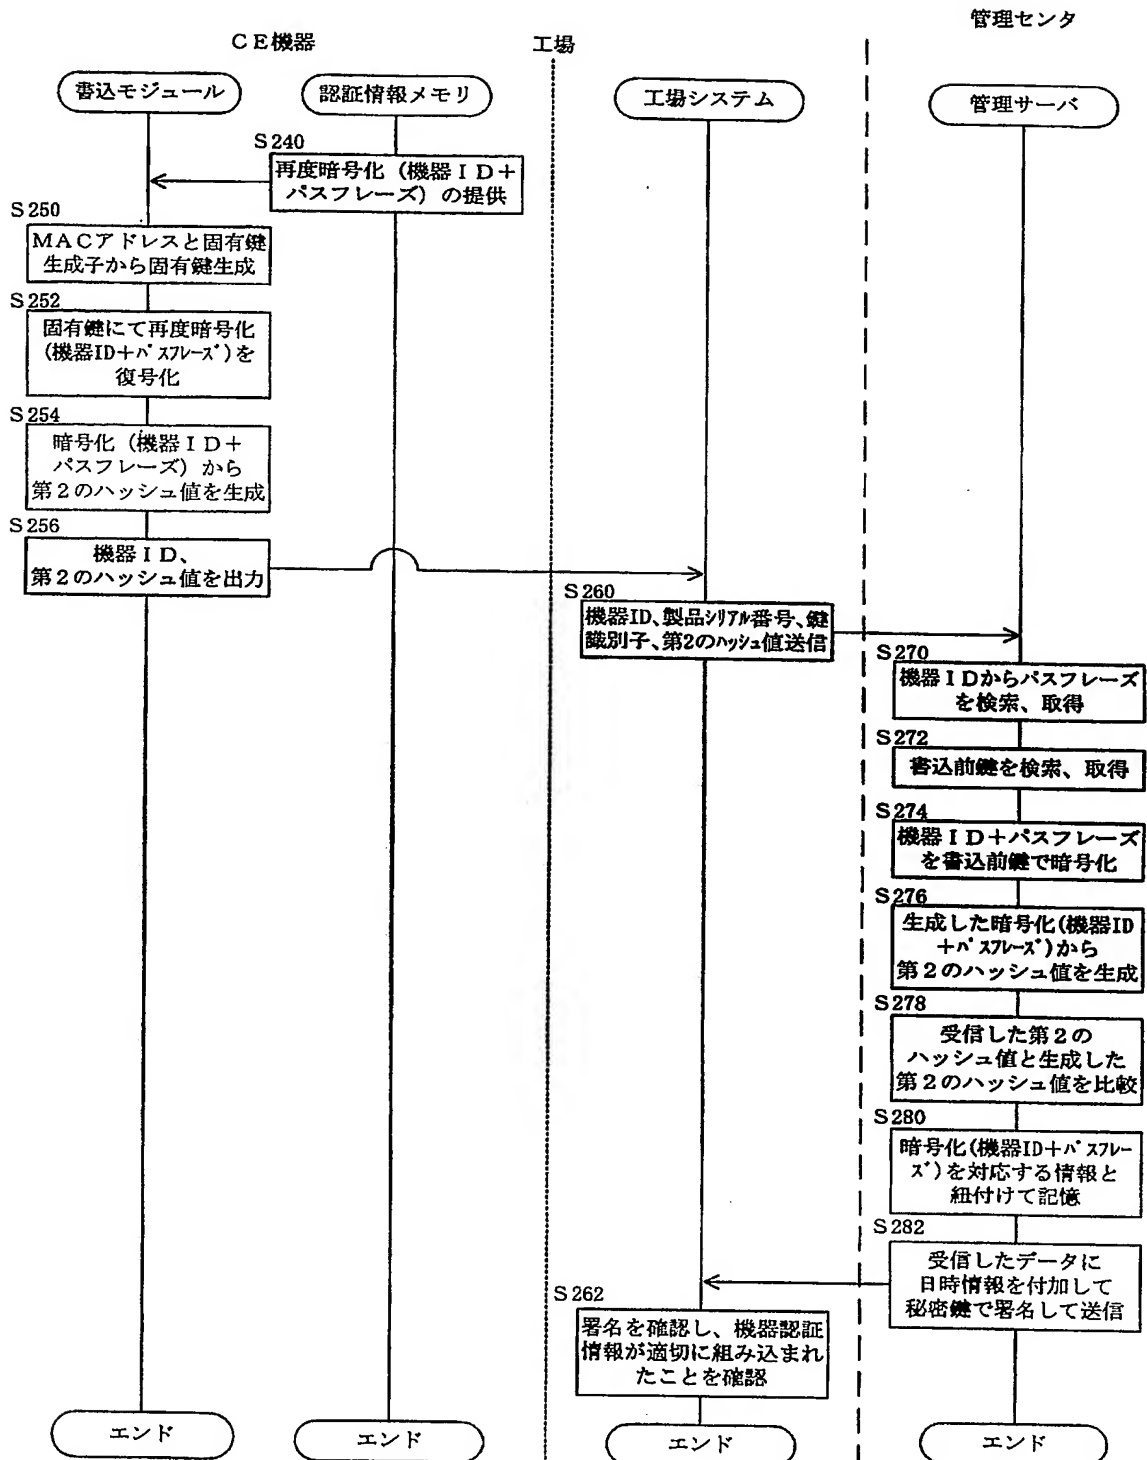 管理センタ
ＣＥ機器
工場
書込モジュール
認証情報メモリ
工場システム
管理サーバ
S240
再度暗号化（機器ＩＤ＋
パスフレーズ）の提供
S250
ＭＡＣアドレスと固有鍵
生成子から固有鍵生成
S252
固有鍵にて再度暗号化
(機器ID+ﾊﾟｽﾌﾚｰｽﾞ)を
復号化
S254
暗号化（機器ＩＤ＋
パスフレーズ）から
第２のハッシュ値を生成
S256
機器ＩＤ、
第２のハッシュ値を出力
S260
機器ID、製品ｼﾘｱﾙ番号、鍵
識別子、第2のﾊｯｼｭ値送信
S270
機器ＩＤからパスフレーズ
を検索、取得
S272
書込前鍵を検索、取得
S274
機器ＩＤ＋パスフレーズ
を書込前鍵で暗号化
S276
生成した暗号化(機器ID
+ﾊﾟｽﾌﾚｰｽﾞ)から
第２のハッシュ値を生成
S278
受信した第２の
ハッシュ値と生成した
第２のハッシュ値を比較
S280
暗号化(機器ID+ﾊﾟｽﾌﾚｰ
ｽﾞ)を対応する情報と
紐付けて記憶
S282
受信したデータに
日時情報を付加して
秘密鍵で署名して送信
S262
署名を確認し、機器認証
情報が適切に組み込まれ
たことを確認
エンド
エンド
エンド
エンド